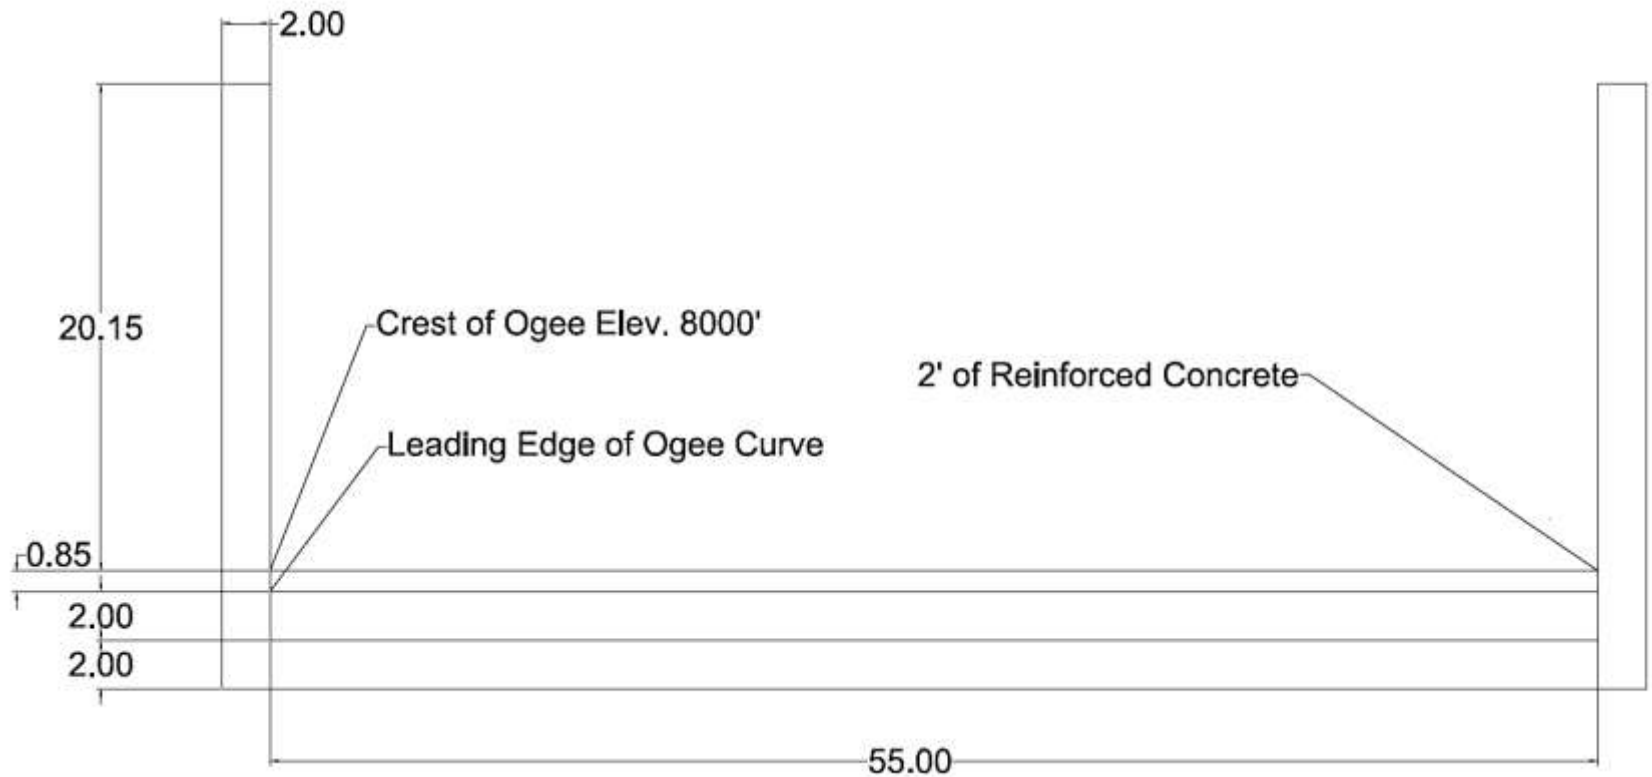 2.00
20.15
Crest of Ogee Elev. 8000'
2' of Reinforced Concrete
Leading Edge of Ogee Curve
0.85
2.00
2.00
55.00